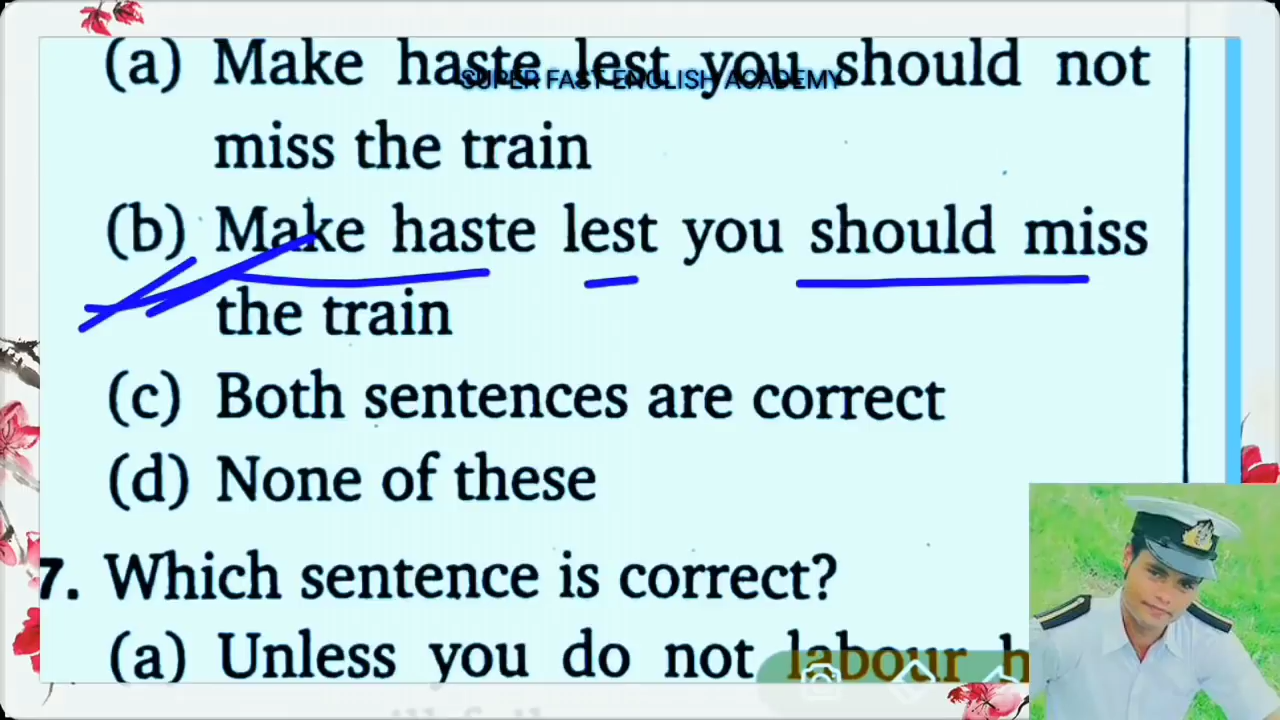 (a) Make haste lest you should not
SUPER FAST ENGLISH ACADEMY
miss the train
(b) Make haste lest you should miss
the train
(c) Both sentences are correct
(d) None of these
7. Which sentence is correct?
(a) Unless you do not labour